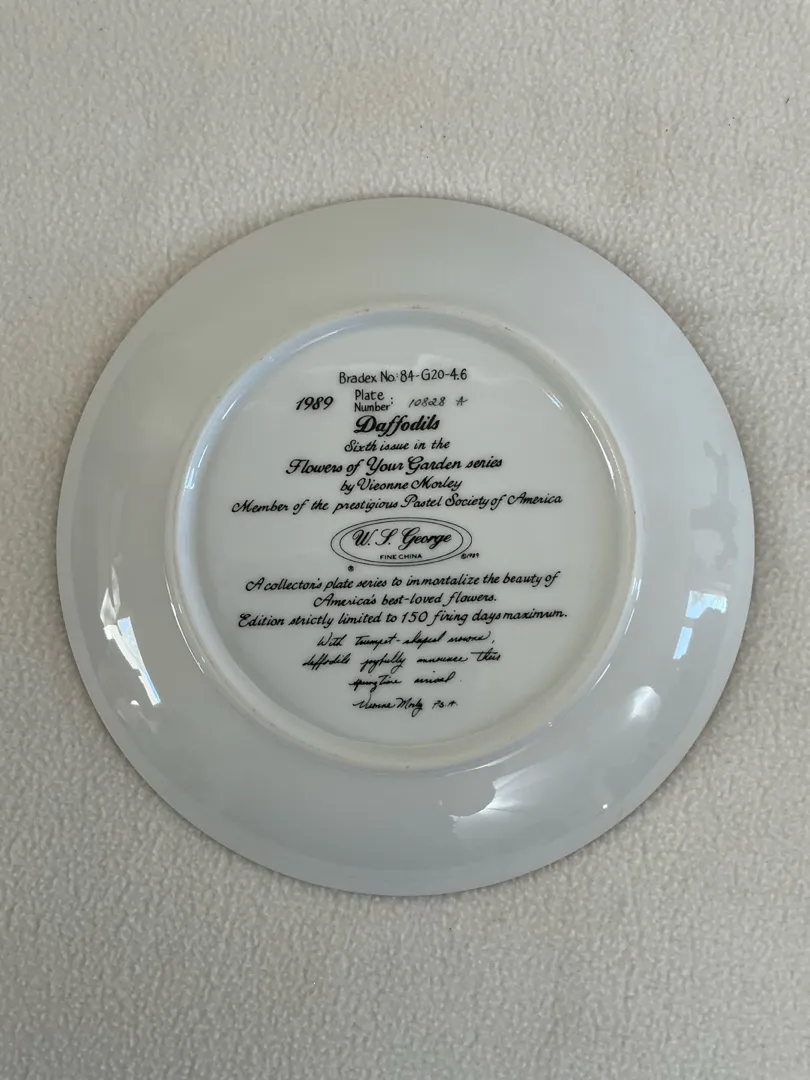 Bradex No: 84-G20-4.6
1989 Plate Number: 10828 A
Daffodils
Sixth issue in the
Flowers of Your Garden series
by Vieonne Morley
Member of the prestigious Pastel Society of America
W. S. George
FINE CHINA
©1989
®
A collector's plate series to immortalize the beauty of
America's best-loved flowers.
Edition strictly limited to 150 firing days maximum.
With trumpet-shaped crowns,
daffodils joyfully announce their
springtime arrival.
Vieonne Morley P.S.A.